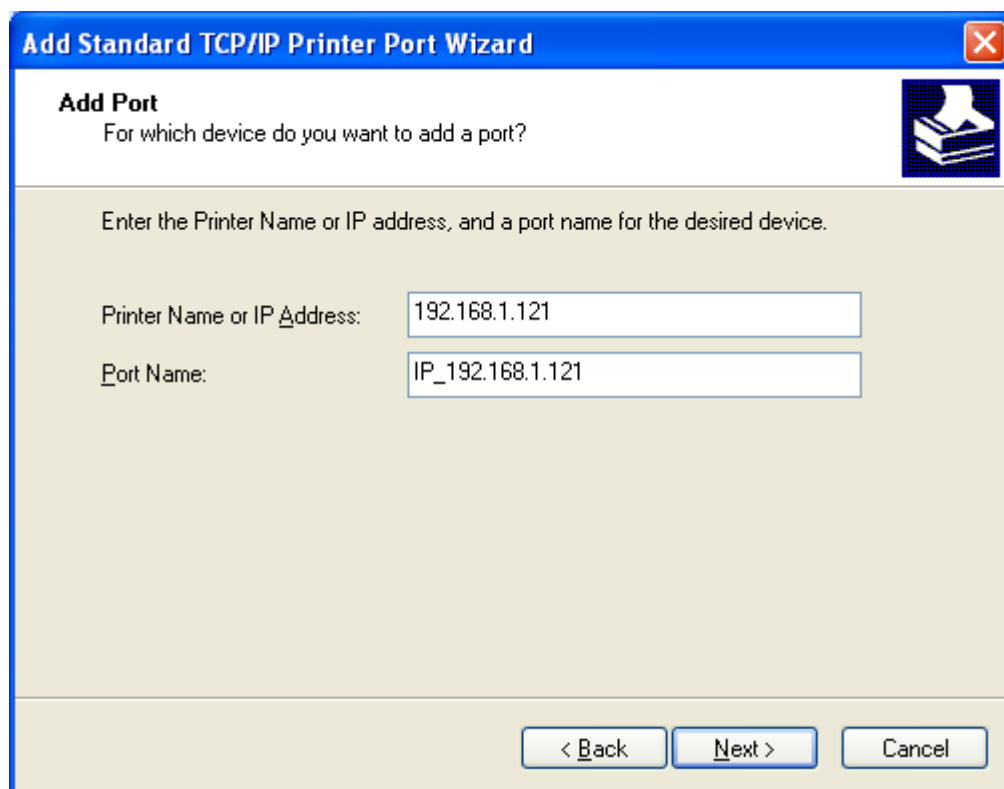 Add Standard TCP/IP Printer Port Wizard
Add Port
For which device do you want to add a port?
Enter the Printer Name or IP address, and a port name for the desired device.
Printer Name or IP Address: 192.168.1.121
Port Name: IP_192.168.1.121
< Back Next > Cancel